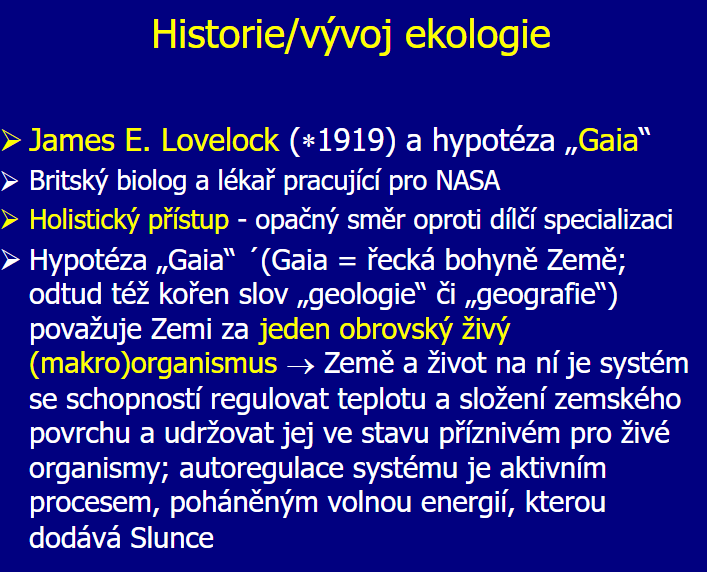 Historie/vývoj ekologie
➢ James E. Lovelock (∗1919) a hypotéza „Gaia“
➢ Britský biolog a lékař pracující pro NASA
➢ Holistický přístup - opačný směr oproti dílčí specializaci
➢ Hypotéza „Gaia“ ´(Gaia = řecká bohyně Země;
odtud též kořen slov „geologie“ či „geografie“)
považuje Zemi za jeden obrovský živý
(makro)organismus → Země a život na ní je systém
se schopností regulovat teplotu a složení zemského
povrchu a udržovat jej ve stavu příznivém pro živé
organismy; autoregulace systému je aktivním
procesem, poháněným volnou energií, kterou
dodává Slunce